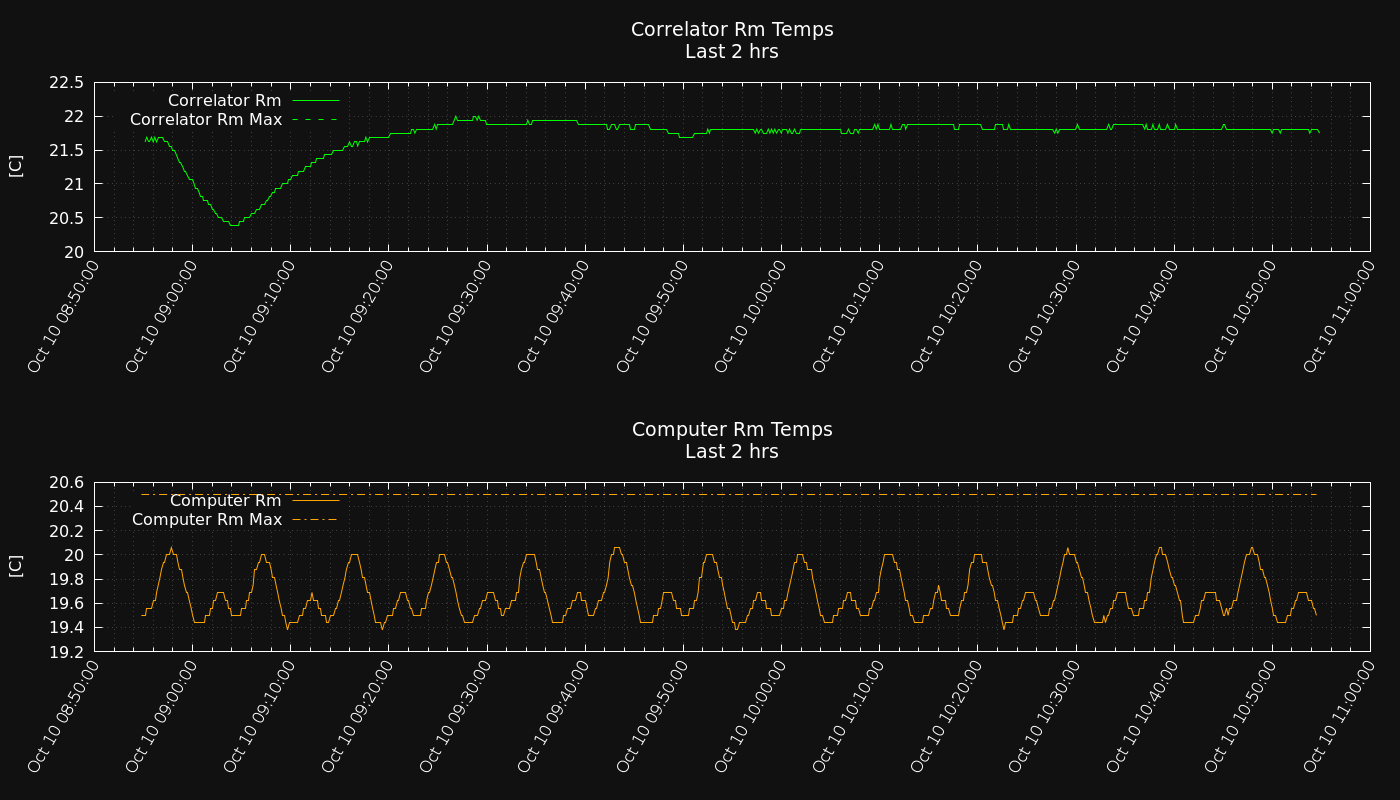 Correlator Rm Temps
Last 2 hrs
22.5
22
21.5
21
20.5
20
[C]
Correlator Rm
Correlator Rm Max
Oct 10 08:50:00
Oct 10 09:00:00
Oct 10 09:10:00
Oct 10 09:20:00
Oct 10 09:30:00
Oct 10 09:40:00
Oct 10 09:50:00
Oct 10 10:00:00
Oct 10 10:10:00
Oct 10 10:20:00
Oct 10 10:30:00
Oct 10 10:40:00
Oct 10 10:50:00
Oct 10 11:00:00
Computer Rm Temps
Last 2 hrs
20.6
20.4
20.2
20
19.8
19.6
19.4
19.2
[C]
Computer Rm
Computer Rm Max
Oct 10 08:50:00
Oct 10 09:00:00
Oct 10 09:10:00
Oct 10 09:20:00
Oct 10 09:30:00
Oct 10 09:40:00
Oct 10 09:50:00
Oct 10 10:00:00
Oct 10 10:10:00
Oct 10 10:20:00
Oct 10 10:30:00
Oct 10 10:40:00
Oct 10 10:50:00
Oct 10 11:00:00